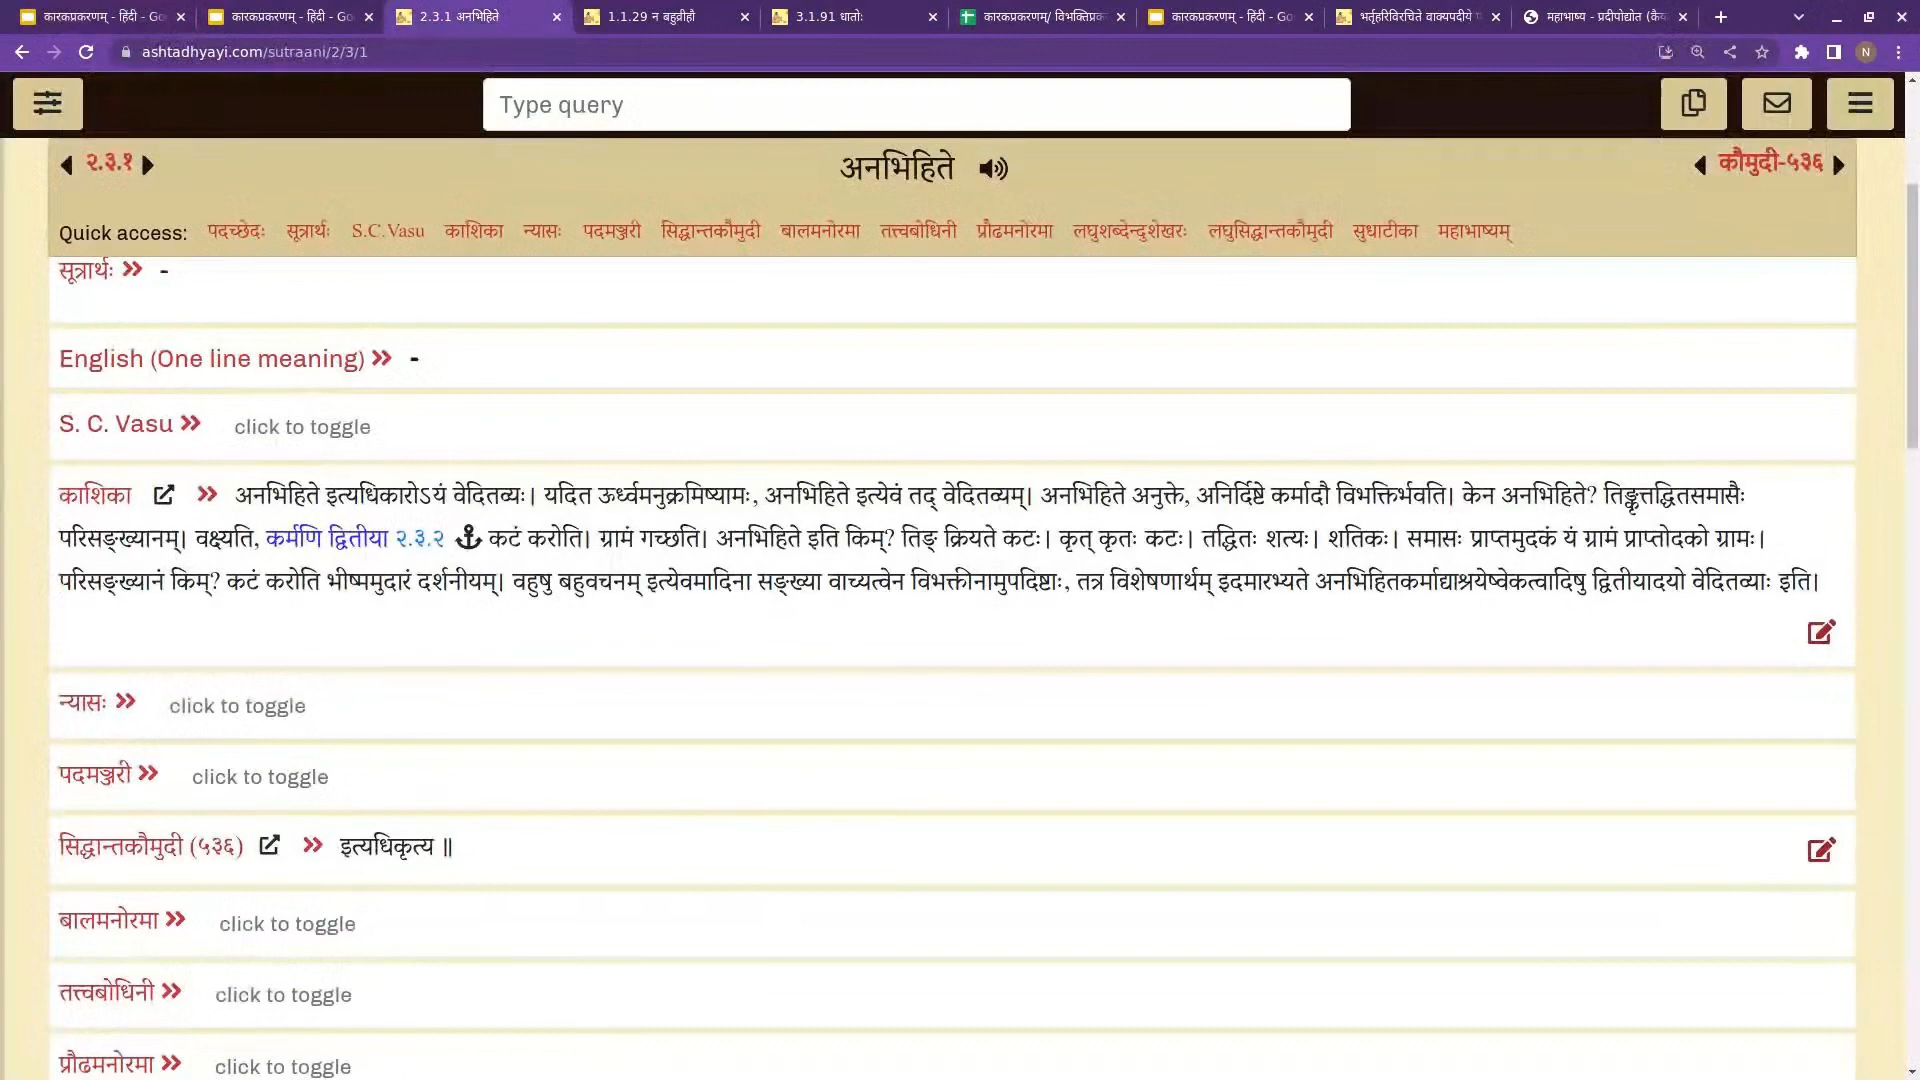 कारकप्रकरणम् - हिंदी - Go
कारकप्रकरणम् - हिंदी - Go
2.3.1 अनभिहिते
1.1.29 न बहुव्रीहौ
3.1.91 धातोः
कारकप्रकरणम्/ विभक्तिप्रक
कारकप्रकरणम् - हिंदी - Go
भर्तृहरिविरचिते वाक्यपदीये
महाभाष्य - प्रदीपोद्योत (कैय
ashtadhyayi.com/sutraani/2/3/1
N
Type query
२.३.१
अनभिहिते
कौमुदी-५३६
Quick access: पदच्छेदः सूत्रार्थः S.C.Vasu काशिका न्यासः पदमञ्जरी सिद्धान्तकौमुदी बालमनोरमा तत्त्वबोधिनी प्रौढमनोरमा लघुशब्देन्दुशेखरः लघुसिद्धान्तकौमुदी सुधाटीका महाभाष्यम्
सूत्रार्थः -
English (One line meaning) -
S. C. Vasu click to toggle
काशिका अनभिहिते इत्यधिकारोऽयं वेदितव्यः। यदित ऊर्ध्वमनुक्रमिष्यामः, अनभिहिते इत्येवं तद् वेदितव्यम्। अनभिहिते अनुक्ते, अनिर्दिष्टे कर्मादौ विभक्तिर्भवति। केन अनभिहिते? तिङ्कृत्तद्धितसमासैः
परिसङ्ख्यानम्। वक्ष्यति, कर्मणि द्वितीया २.३.२ कटं करोति। ग्रामं गच्छति। अनभिहिते इति किम्? तिङ् क्रियते कटः। कृत् कृतः कटः। तद्धितः शत्यः। शतिकः। समासः प्राप्तमुदकं यं ग्रामं प्राप्तोदको ग्रामः।
परिसङ्ख्यानं किम्? कटं करोति भीष्ममुदारं दर्शनीयम्। वहुषु बहुवचनम् इत्येवमादिना सङ्ख्या वाच्यत्वेन विभक्तीनामुपदिष्टाः, तत्र विशेषणार्थम् इदमारभ्यते अनभिहितकर्माद्याश्रयेष्वेकत्वादिषु द्वितीयादयो वेदितव्याः इति।
न्यासः click to toggle
पदमञ्जरी click to toggle
सिद्धान्तकौमुदी (५३६) इत्यधिकृत्य ॥
बालमनोरमा click to toggle
तत्त्वबोधिनी click to toggle
प्रौढमनोरमा click to toggle